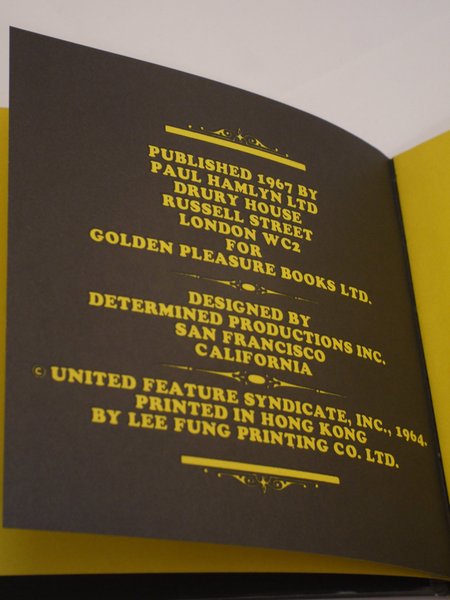 PUBLISHED 1967 BY
PAUL HAMLYN LTD
DRURY HOUSE
RUSSELL STREET
LONDON WC2
FOR
GOLDEN PLEASURE BOOKS LTD.
DESIGNED BY
DETERMINED PRODUCTIONS INC.
SAN FRANCISCO
CALIFORNIA
© UNITED FEATURE SYNDICATE, INC., 1964.
PRINTED IN HONG KONG
BY LEE FUNG PRINTING CO. LTD.